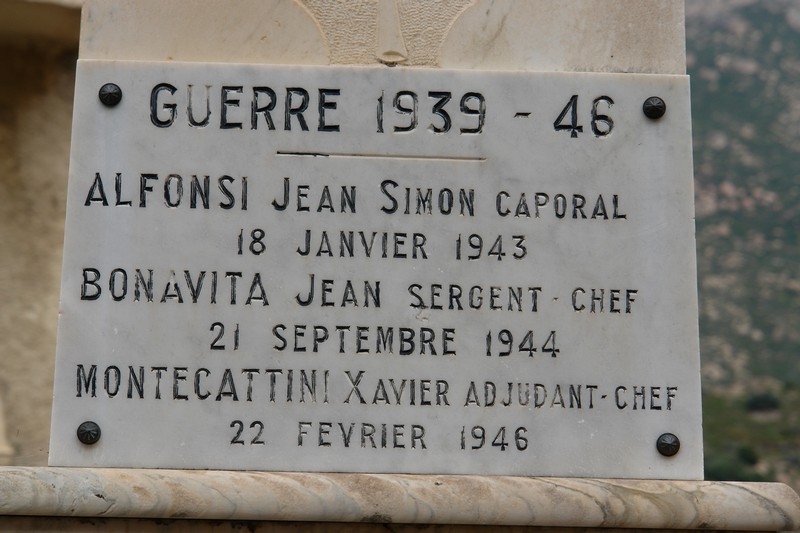 GUERRE 1939 - 46
ALFONSI JEAN SIMON CAPORAL
18 JANVIER 1943
BONAVITA JEAN SERGENT-CHEF
21 SEPTEMBRE 1944
MONTECATTINI XAVIER ADJUDANT-CHEF
22 FEVRIER 1946